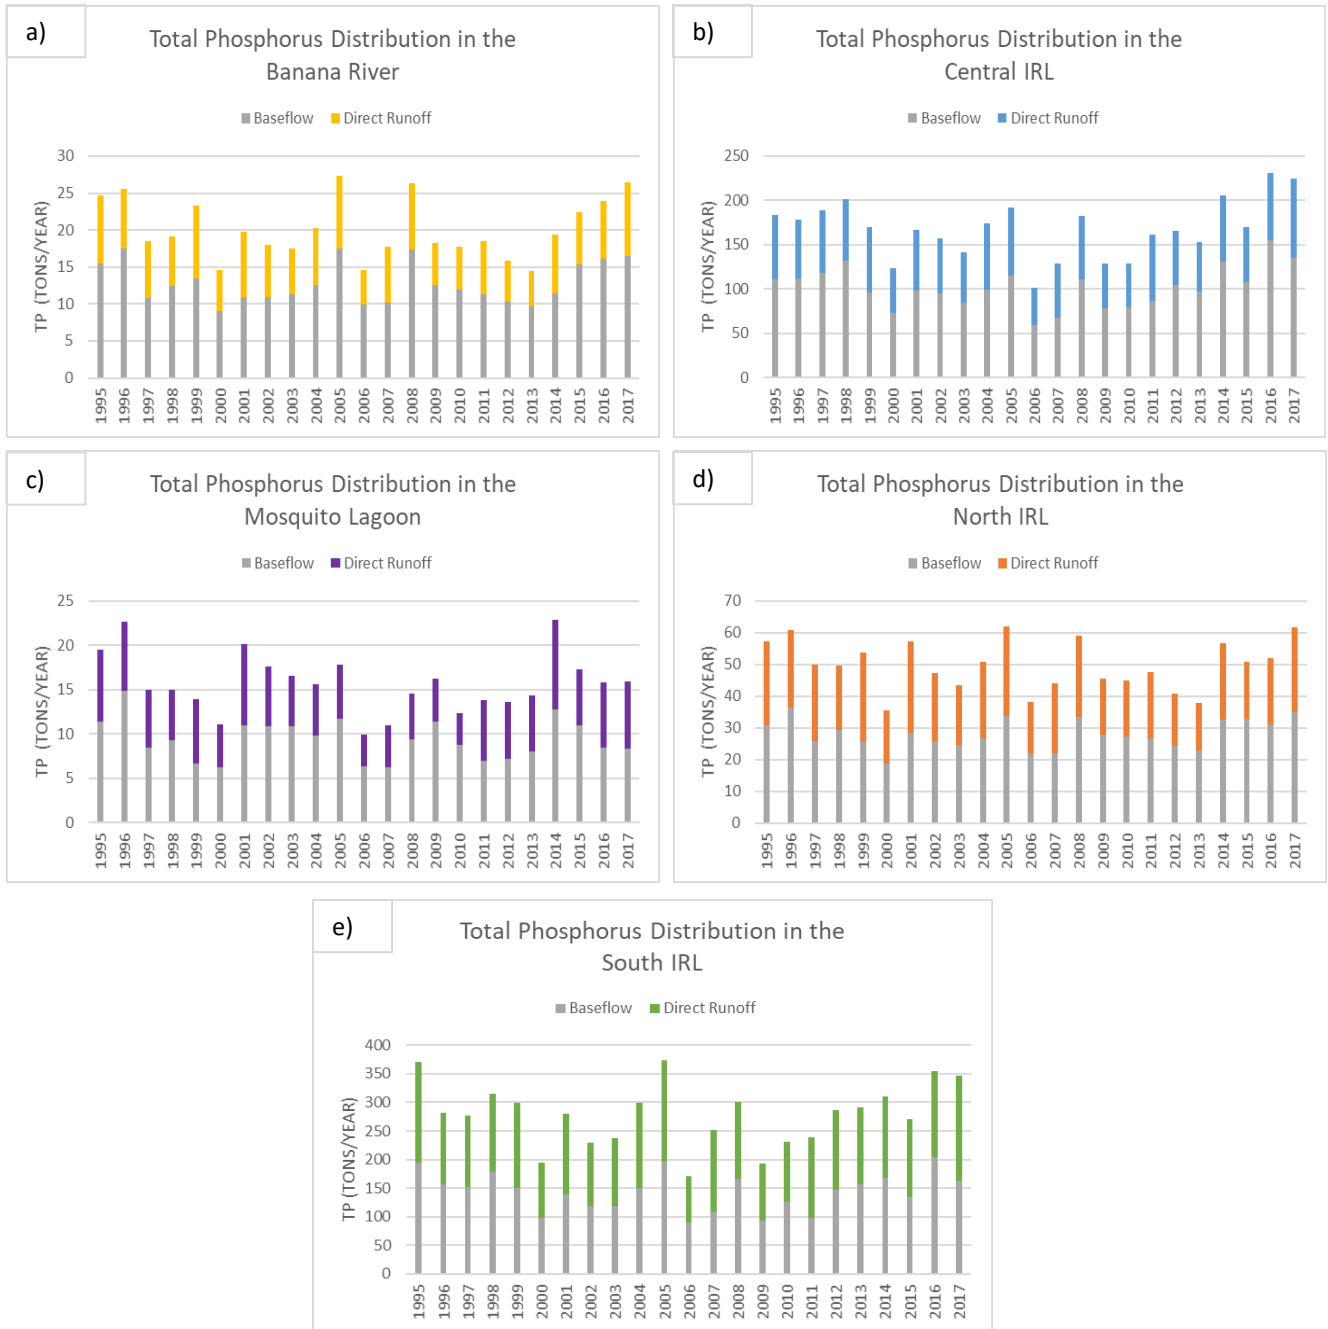 a)
Total Phosphorus Distribution in the
Banana River
Baseflow Direct Runoff
TP (TONS/YEAR)
30
25
20
15
10
5
0
1995 1996 1997 1998 1999 2000 2001 2002 2003 2004 2005 2006 2007 2008 2009 2010 2011 2012 2013 2014 2015 2016 2017
b)
Total Phosphorus Distribution in the
Central IRL
Baseflow Direct Runoff
TP (TONS/YEAR)
250
200
150
100
50
0
1995 1996 1997 1998 1999 2000 2001 2002 2003 2004 2005 2006 2007 2008 2009 2010 2011 2012 2013 2014 2015 2016 2017
c)
Total Phosphorus Distribution in the
Mosquito Lagoon
Baseflow Direct Runoff
TP (TONS/YEAR)
25
20
15
10
5
0
1995 1996 1997 1998 1999 2000 2001 2002 2003 2004 2005 2006 2007 2008 2009 2010 2011 2012 2013 2014 2015 2016 2017
d)
Total Phosphorus Distribution in the
North IRL
Baseflow Direct Runoff
TP (TONS/YEAR)
70
60
50
40
30
20
10
0
1995 1996 1997 1998 1999 2000 2001 2002 2003 2004 2005 2006 2007 2008 2009 2010 2011 2012 2013 2014 2015 2016 2017
e)
Total Phosphorus Distribution in the
South IRL
Baseflow Direct Runoff
TP (TONS/YEAR)
400
350
300
250
200
150
100
50
0
1995 1996 1997 1998 1999 2000 2001 2002 2003 2004 2005 2006 2007 2008 2009 2010 2011 2012 2013 2014 2015 2016 2017